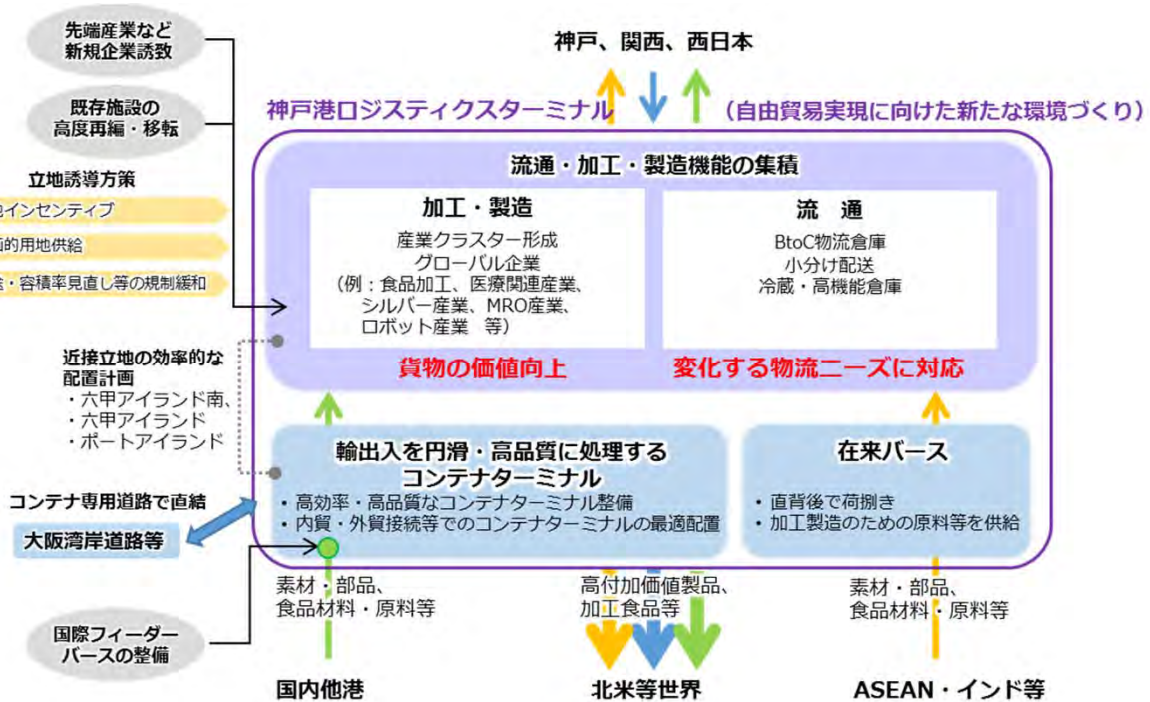 先端産業など
新規企業誘致
神戸、関西、西日本
既存施設の
高度再編・移転
神戸港ロジスティクスターミナル
(自由貿易実現に向けた新たな環境づくり)
流通・加工・製造機能の集積
立地誘導方策
インセンティブ
用地供給
・容積率見直し等の規制緩和
加工・製造
産業クラスター形成
グローバル企業
(例:食品加工、医療関連産業、
シルバー産業、MRO産業、
ロボット産業 等)
流 通
BtoC物流倉庫
小分け配送
冷蔵・高機能倉庫
貨物の価値向上
変化する物流ニーズに対応
近接立地の効率的な
配置計画
・六甲アイランド南、
・六甲アイランド
・ポートアイランド
輸出入を円滑・高品質に処理する
コンテナターミナル
・ 高効率・高品質なコンテナターミナル整備
・ 内貿・外貿接続等でのコンテナターミナルの最適配置
在来バース
・ 直背後で荷捌き
・ 加工製造のための原料等を供給
コンテナ専用道路で直結
大阪湾岸道路等
国際フィーダー
バースの整備
素材・部品、
食品材料・原料等
高付加価値製品、
加工食品等
素材・部品、
食品材料・原料等
国内他港
北米等世界
ASEAN・インド等